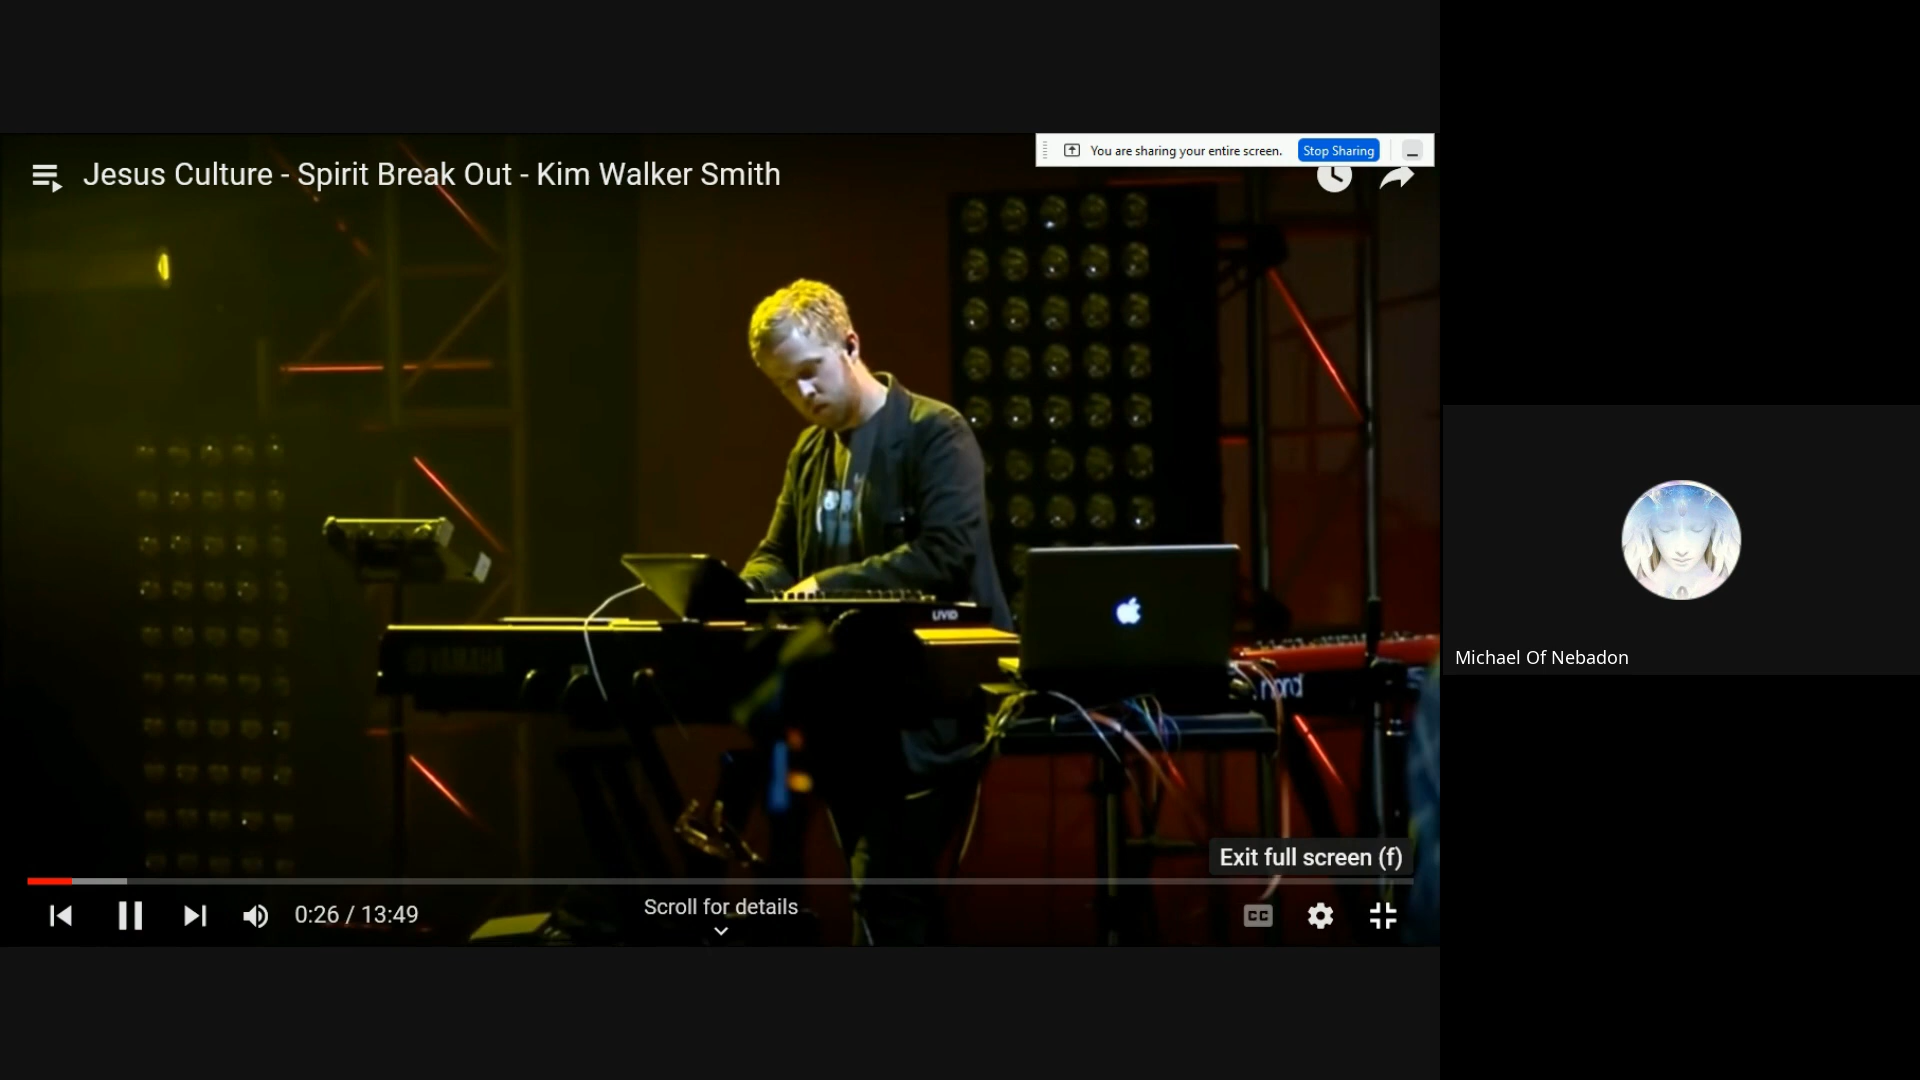 You are sharing your entire screen.
Stop Sharing
Jesus Culture - Spirit Break Out - Kim Walker Smith
UVID
YAMAHA
nord
Michael Of Nebadon
Exit full screen (f)
0:26 / 13:49
Scroll for details
CC